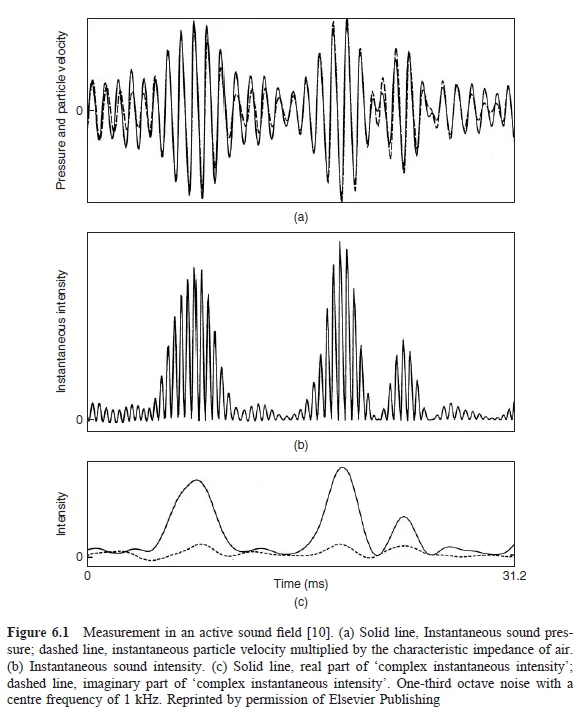 Pressure and particle velocity
0
(a)
Instantaneous intensity
0
(b)
Intensity
0
0
Time (ms)
31.2
(c)
Figure 6.1 Measurement in an active sound field [10]. (a) Solid line, Instantaneous sound pres-
sure; dashed line, instantaneous particle velocity multiplied by the characteristic impedance of air.
(b) Instantaneous sound intensity. (c) Solid line, real part of ‘complex instantaneous intensity’;
dashed line, imaginary part of ‘complex instantaneous intensity’. One-third octave noise with a
centre frequency of 1 kHz. Reprinted by permission of Elsevier Publishing